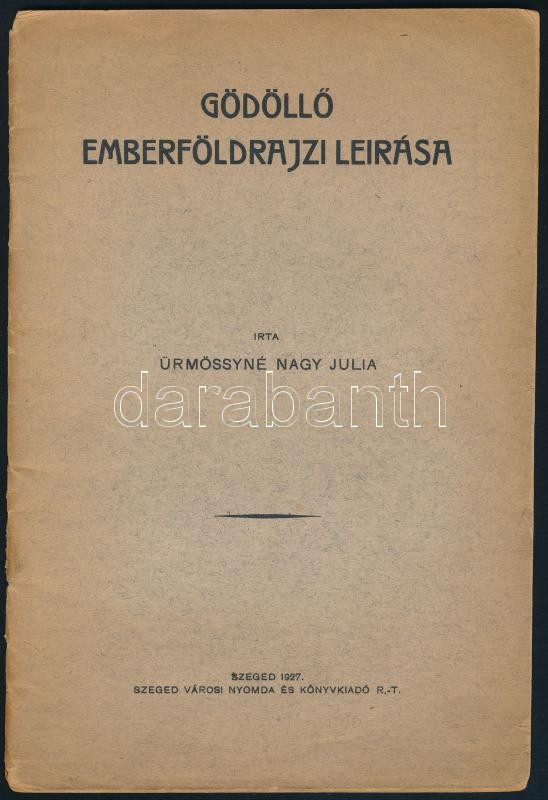 GÖDÖLLŐ
EMBERFÖLDRAJZI LEIRÁSA
IRTA
ÜRMÖSSYNÉ NAGY JULIA
darabanth
SZEGED 1927.
SZEGED VÁROSI NYOMDA ÉS KÖNYVKIADÓ R.-T.